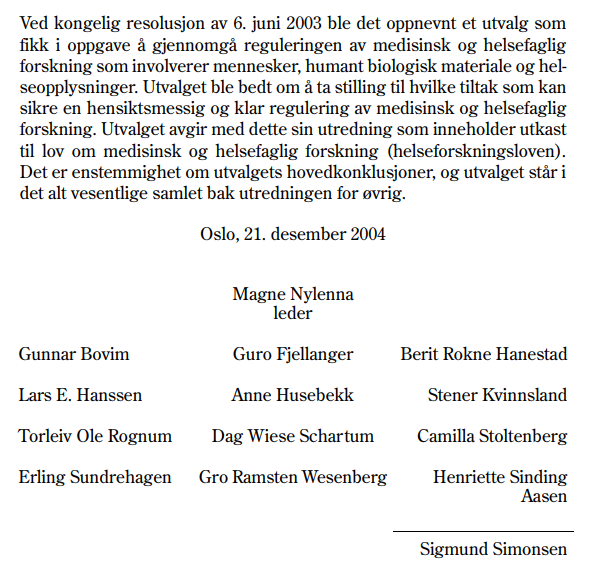 Ved kongelig resolusjon av 6. juni 2003 ble det oppnevnt et utvalg som
fikk i oppgave å gjennomgå reguleringen av medisinsk og helsefaglig
forskning som involverer mennesker, humant biologisk materiale og hel-
seopplysninger. Utvalget ble bedt om å ta stilling til hvilke tiltak som kan
sikre en hensiktsmessig og klar regulering av medisinsk og helsefaglig
forskning. Utvalget avgir med dette sin utredning som inneholder utkast
til lov om medisinsk og helsefaglig forskning (helseforskningsloven).
Det er enstemmighet om utvalgets hovedkonklusjoner, og utvalget står i
det alt vesentlige samlet bak utredningen for øvrig.
Oslo, 21. desember 2004
Magne Nylenna
leder
Gunnar Bovim Guro Fjellanger Berit Rokne Hanestad
Lars E. Hanssen Anne Husebekk Stener Kvinnsland
Torleiv Ole Rognum Dag Wiese Schartum Camilla Stoltenberg
Erling Sundrehagen Gro Ramsten Wesenberg Henriette Sinding
Aasen
Sigmund Simonsen